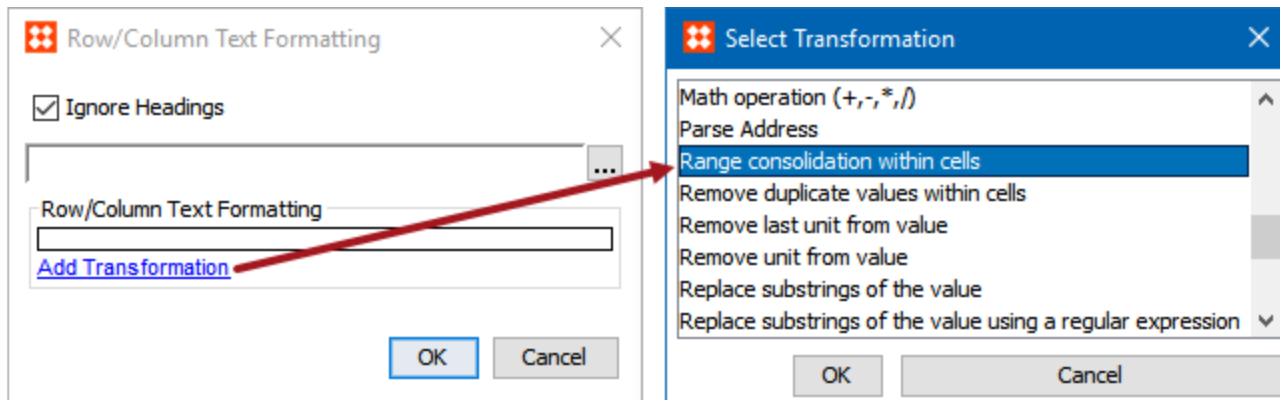 Row/Column Text Formatting
Ignore Headings
...
Row/Column Text Formatting
Add Transformation
OK
Cancel
Select Transformation
Math operation (+,-,*,/)
Parse Address
Range consolidation within cells
Remove duplicate values within cells
Remove last unit from value
Remove unit from value
Replace substrings of the value
Replace substrings of the value using a regular expression
OK
Cancel